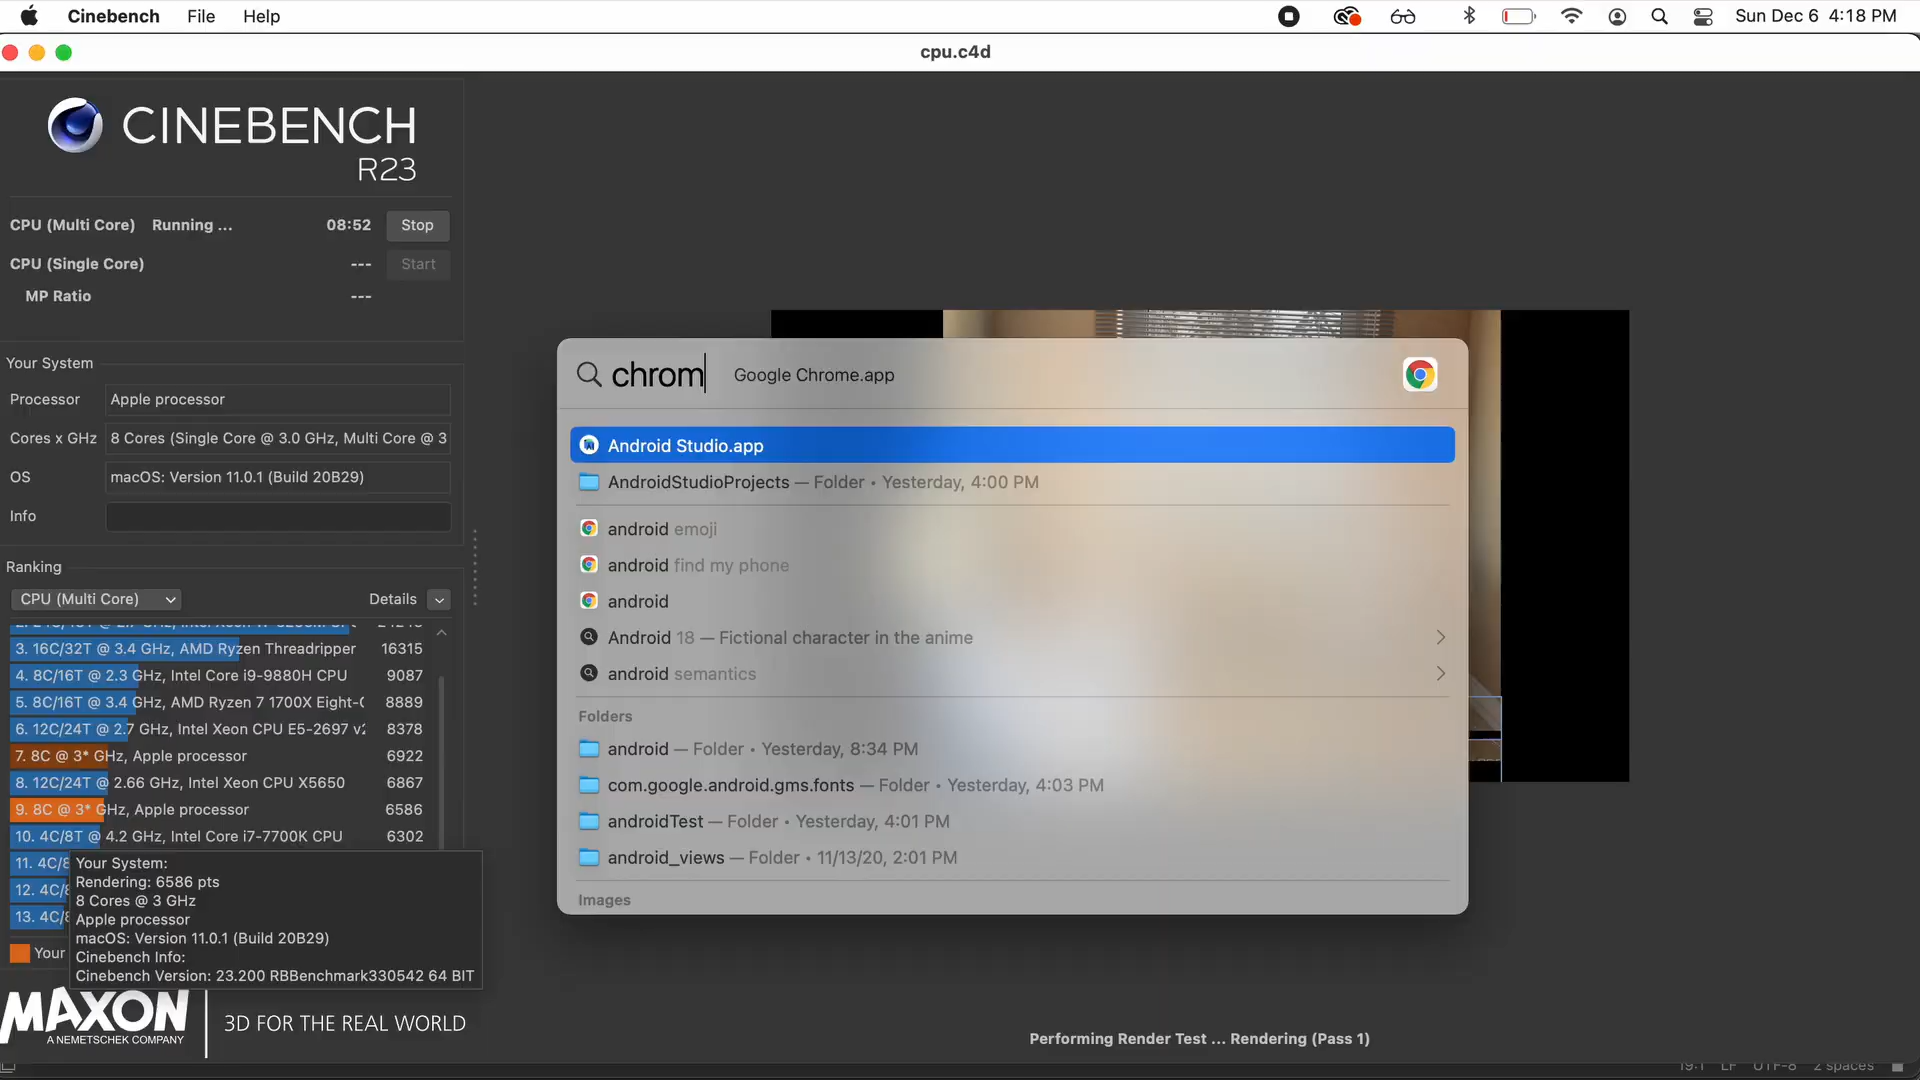 Cinebench File Help
Sun Dec 6 4:18 PM
cpu.c4d
CINEBENCH
R23
CPU (Multi Core) Running ... 08:52 Stop
CPU (Single Core) --- Start
MP Ratio ---
Your System
Processor Apple processor
Cores x GHz 8 Cores (Single Core @ 3.0 GHz, Multi Core @ 3
OS macOS: Version 11.0.1 (Build 20B29)
Info
Ranking
CPU (Multi Core) Details
3. 16C/32T @ 3.4 GHz, AMD Ryzen Threadripper 16315
4. 8C/16T @ 2.3 GHz, Intel Core i9-9880H CPU 9087
5. 8C/16T @ 3.4 GHz, AMD Ryzen 7 1700X Eight-C 8889
6. 12C/24T @ 2.7 GHz, Intel Xeon CPU E5-2697 v2 8378
7. 8C @ 3* GHz, Apple processor 6922
8. 12C/24T @ 2.66 GHz, Intel Xeon CPU X5650 6867
9. 8C @ 3* GHz, Apple processor 6586
10. 4C/8T @ 4.2 GHz, Intel Core i7-7700K CPU 6302
11. 4C/8
12. 4C/8
13. 4C/8
Your
Your System:
Rendering: 6586 pts
8 Cores @ 3 GHz
Apple processor
macOS: Version 11.0.1 (Build 20B29)
Cinebench Info:
Cinebench Version: 23.200 RBBenchmark330542 64 BIT
MAXON
A NEMETSCHEK COMPANY
3D FOR THE REAL WORLD
chrom Google Chrome.app
Android Studio.app
AndroidStudioProjects — Folder • Yesterday, 4:00 PM
android emoji
android find my phone
android
Android 18 — Fictional character in the anime
android semantics
Folders
android — Folder • Yesterday, 8:34 PM
com.google.android.gms.fonts — Folder • Yesterday, 4:03 PM
androidTest — Folder • Yesterday, 4:01 PM
android_views — Folder • 11/13/20, 2:01 PM
Images
Performing Render Test ... Rendering (Pass 1)
19:1 LF UTF-8 2 spaces